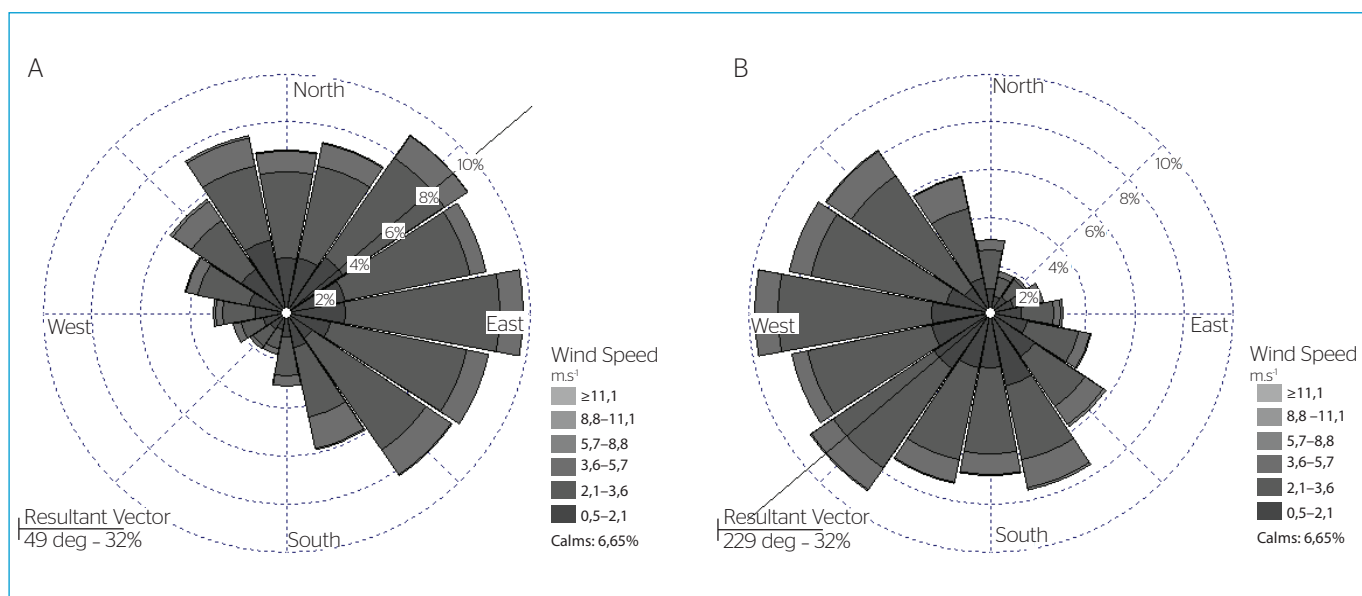 A
North
10%
8%
6%
4%
2%
West
East
South
Resultant Vector
49 deg – 32%
Wind Speed
m.s-1
≥11,1
8,8–11,1
5,7–8,8
3,6–5,7
2,1–3,6
0,5–2,1
Calms: 6,65%
B
North
10%
8%
6%
4%
2%
West
East
South
Resultant Vector
229 deg – 32%
Wind Speed
m.s-1
≥11,1
8,8–11,1
5,7–8,8
3,6–5,7
2,1–3,6
0,5–2,1
Calms: 6,65%